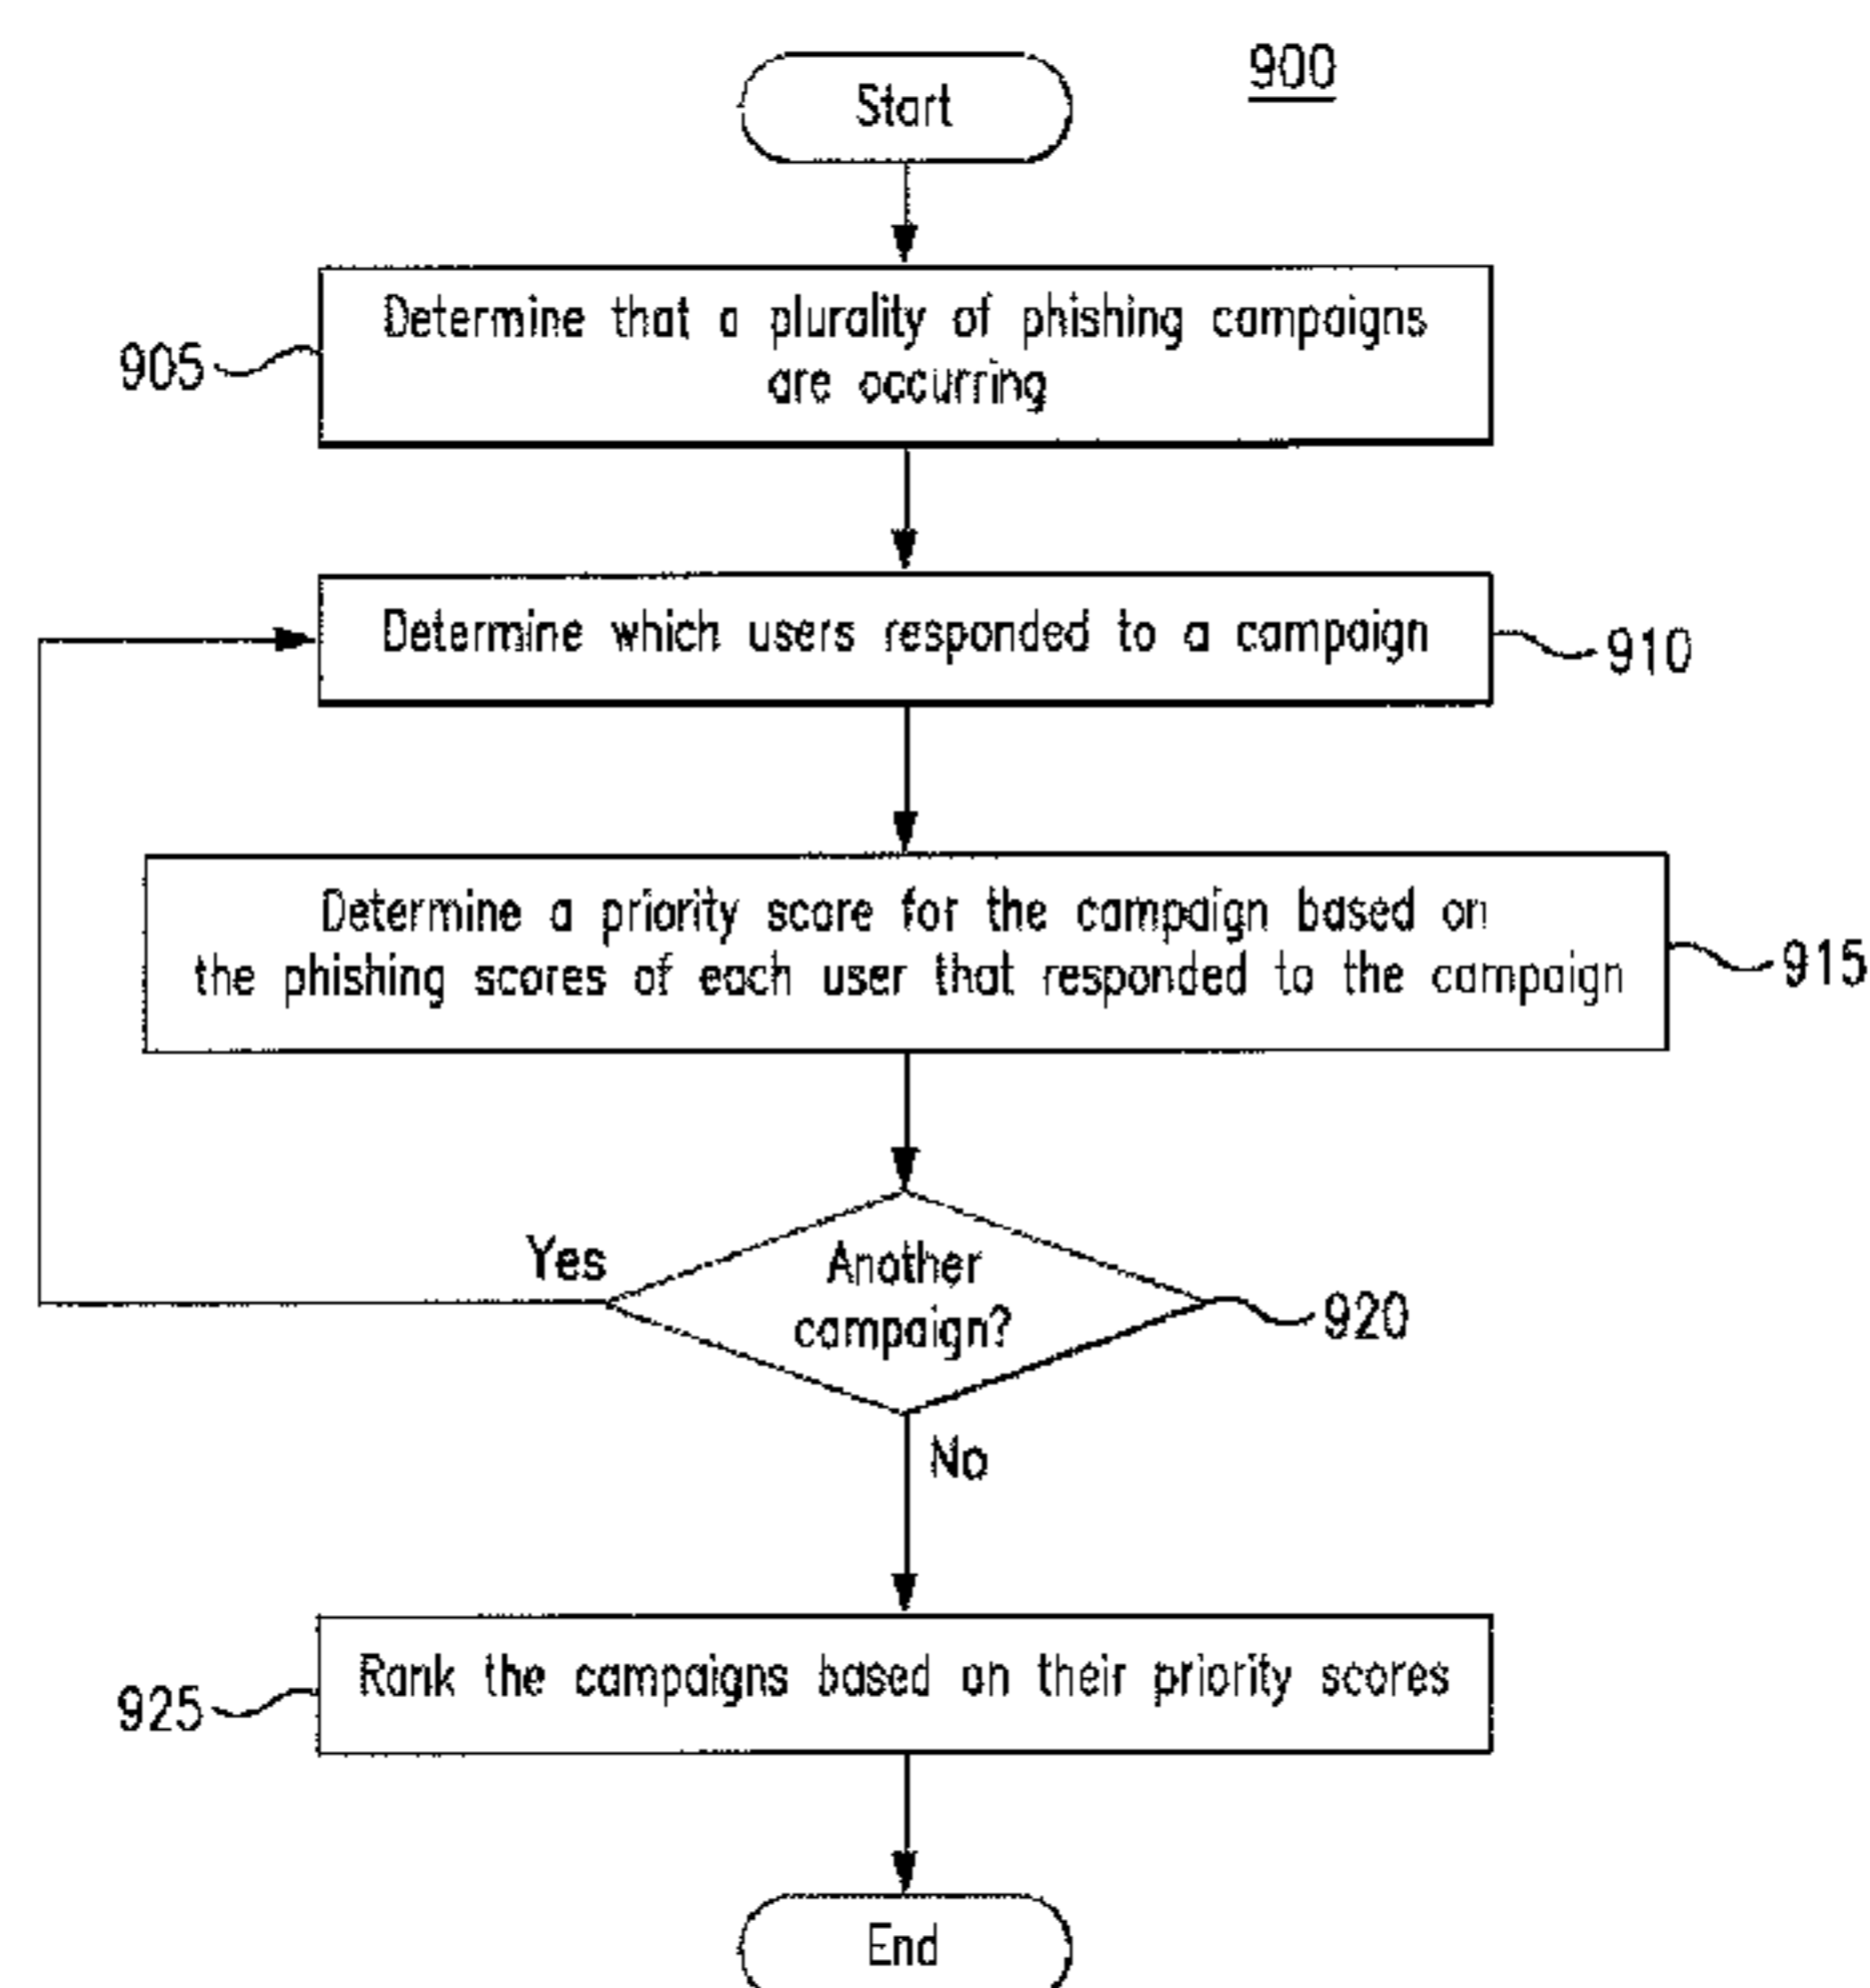 900
Start
Determine that a plurality of phishing campaigns
are occurring
905
Determine which users responded to a campaign
910
Determine a priority score for the campaign based on
the phishing scores of each user that responded to the campaign
915
Yes
Another
campaign?
920
No
Rank the campaigns based on their priority scores
925
End